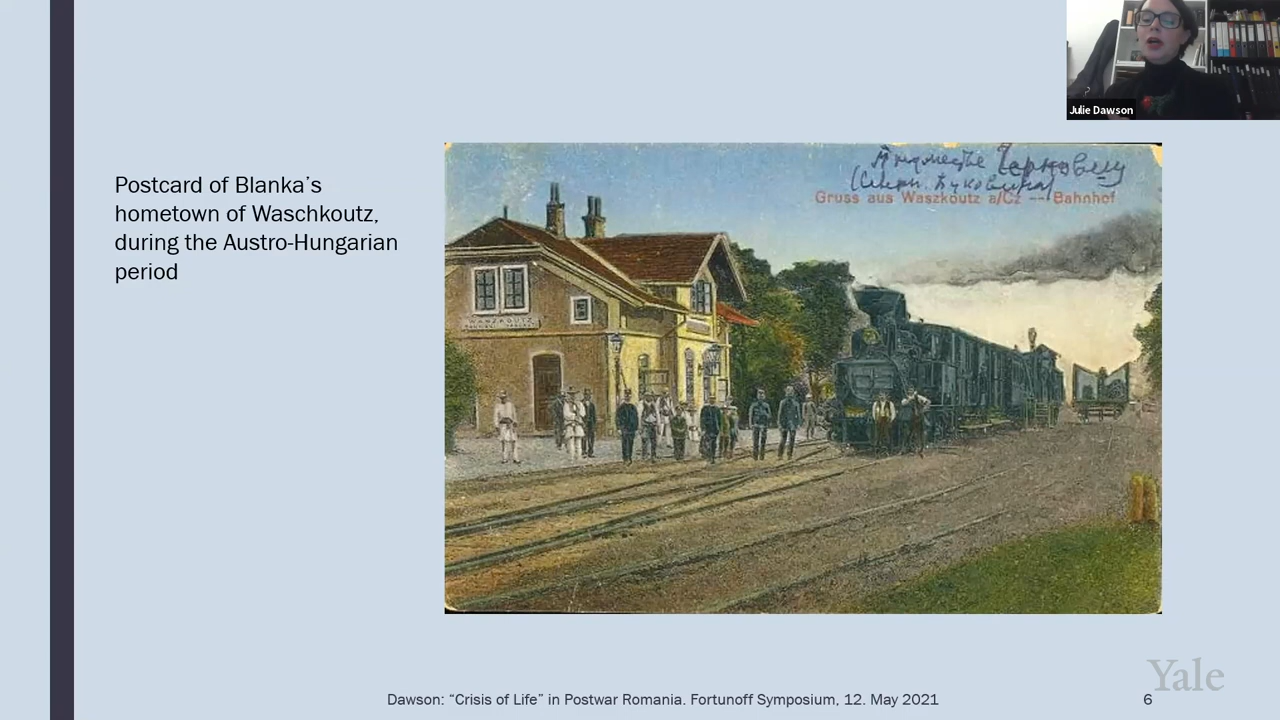 Julie Dawson
Postcard of Blanka's
hometown of Waschkoutz,
during the Austro-Hungarian
period
Gruss aus Waszkoutz a/Cz — Bahnhof
WASZKOUTZ
Dawson: “Crisis of Life” in Postwar Romania. Fortunoff Symposium, 12. May 2021
6
Yale